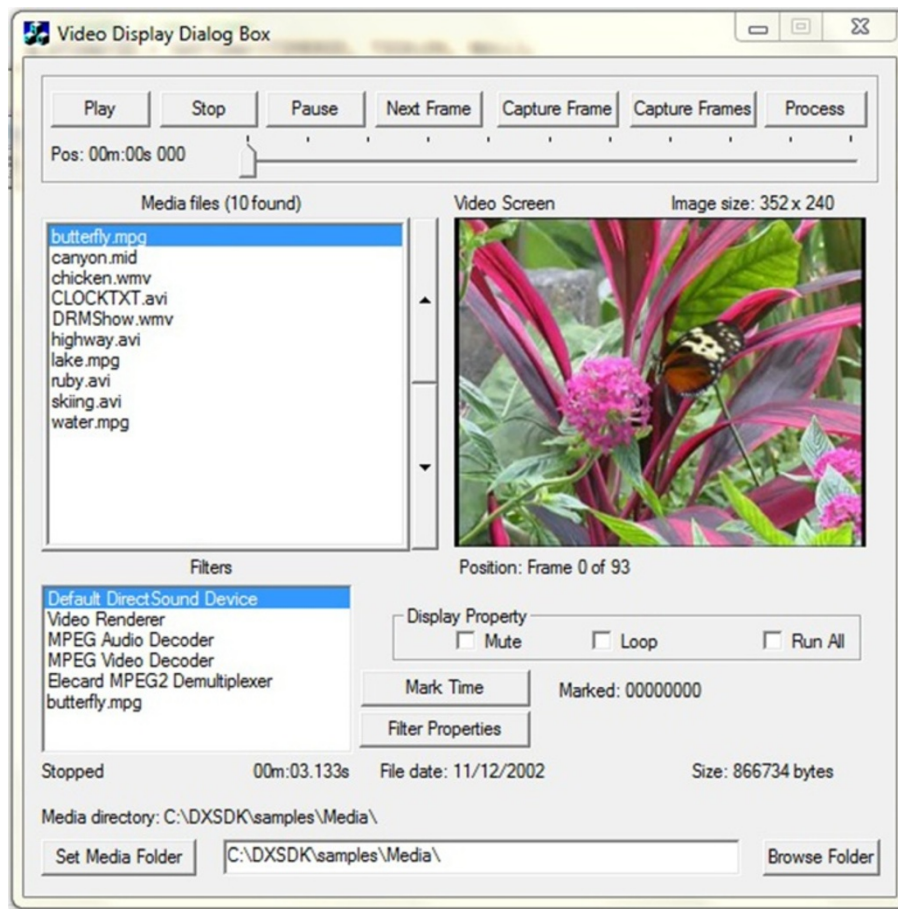 Video Display Dialog Box
Play Stop Pause Next Frame Capture Frame Capture Frames Process
Pos: 00m:00s 000
Media files (10 found)
Video Screen Image size: 352 x 240
butterfly.mpg
canyon.mid
chicken.wmv
CLOCKTXT.avi
DRMShow.wmv
highway.avi
lake.mpg
ruby.avi
skiing.avi
water.mpg
Filters
Position: Frame 0 of 93
Default DirectSound Device
Video Renderer
MPEG Audio Decoder
MPEG Video Decoder
Elecard MPEG2 Demultiplexer
butterfly.mpg
Display Property
Mute Loop Run All
Mark Time Marked: 00000000
Filter Properties
Stopped 00m:03.133s File date: 11/12/2002 Size: 866734 bytes
Media directory: C:\DXSDK\samples\Media\
Set Media Folder C:\DXSDK\samples\Media\ Browse Folder